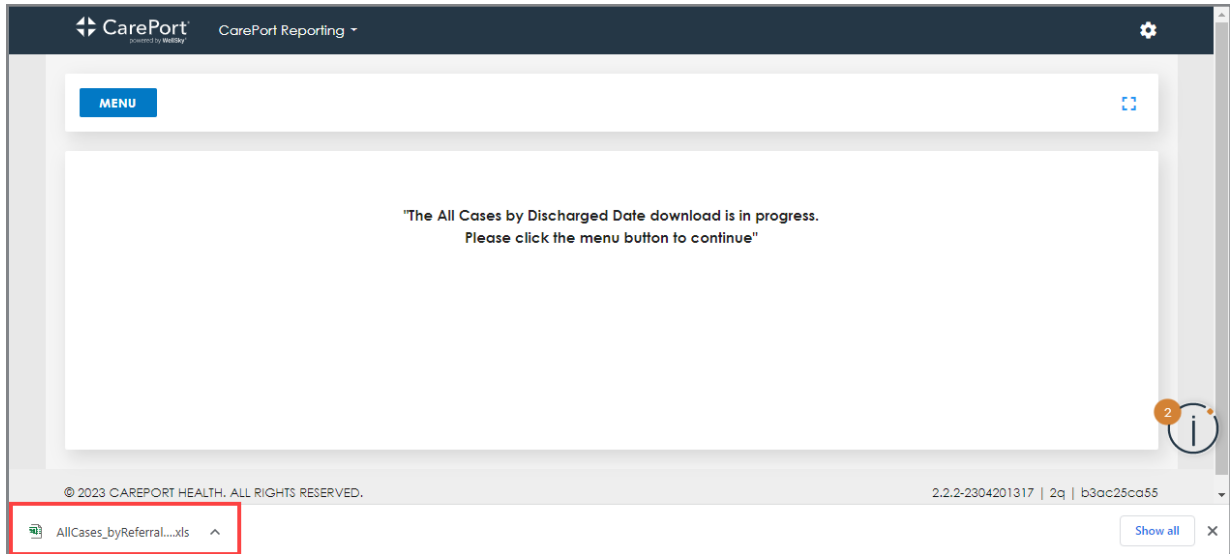 CarePort
powered by WellSky
CarePort Reporting
MENU
"The All Cases by Discharged Date download is in progress.
Please click the menu button to continue"
2
i
© 2023 CAREPORT HEALTH. ALL RIGHTS RESERVED.
2.2.2-2304201317 | 2q | b3ac25ca55
AllCases_byReferral....xls
Show all